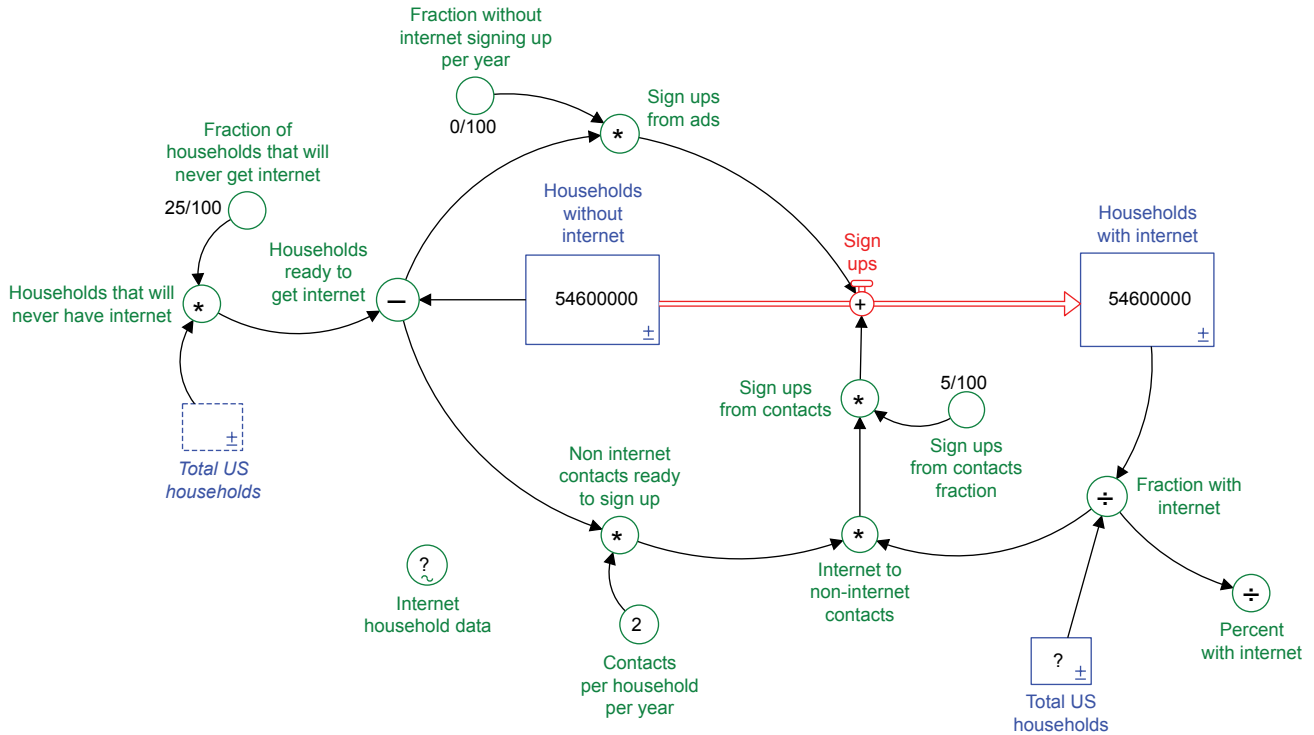 Fraction without
internet signing up
per year
0/100
Sign ups
from ads
*
Fraction of
households that will
never get internet
25/100
Households
without
internet
54600000
±
Sign
ups
+
Households
with internet
54600000
±
Households
ready to
get internet
–
Households that will
never have internet
*
±
Total US
households
Sign ups
from contacts
*
5/100
Sign ups
from contacts
fraction
Non internet
contacts ready
to sign up
*
*
Internet to
non-internet
contacts
÷
Fraction with
internet
?
~
Internet
household data
2
Contacts
per household
per year
÷
Percent
with internet
?
±
Total US
households